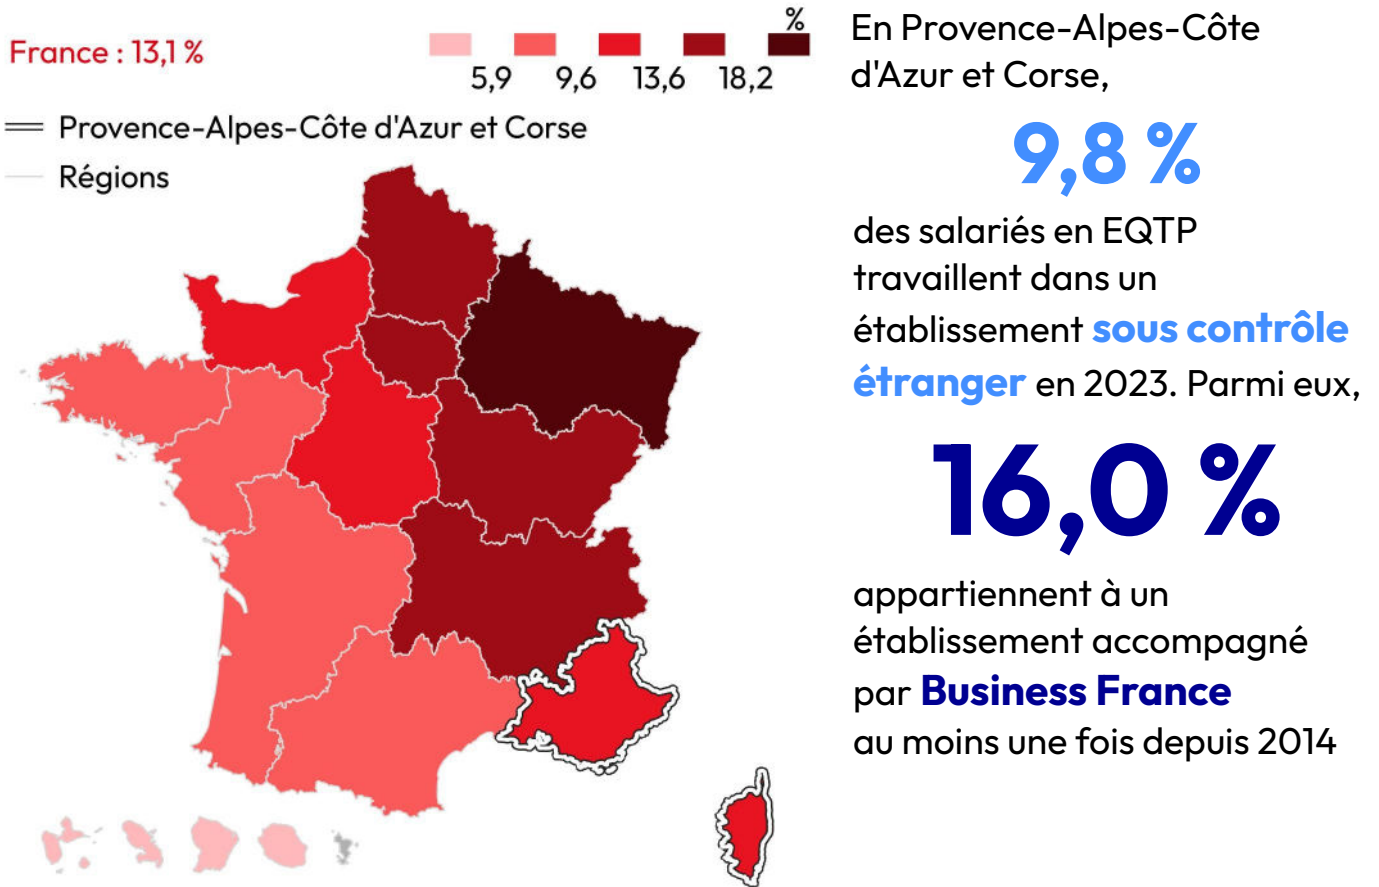 France : 13,1 %
%
5,9 9,6 13,6 18,2
Provence-Alpes-Côte d'Azur et Corse
Régions
En Provence-Alpes-Côte
d'Azur et Corse,
9,8 %
des salariés en EQTP
travaillent dans un
établissement sous contrôle
étranger en 2023. Parmi eux,
16,0 %
appartiennent à un
établissement accompagné
par Business France
au moins une fois depuis 2014